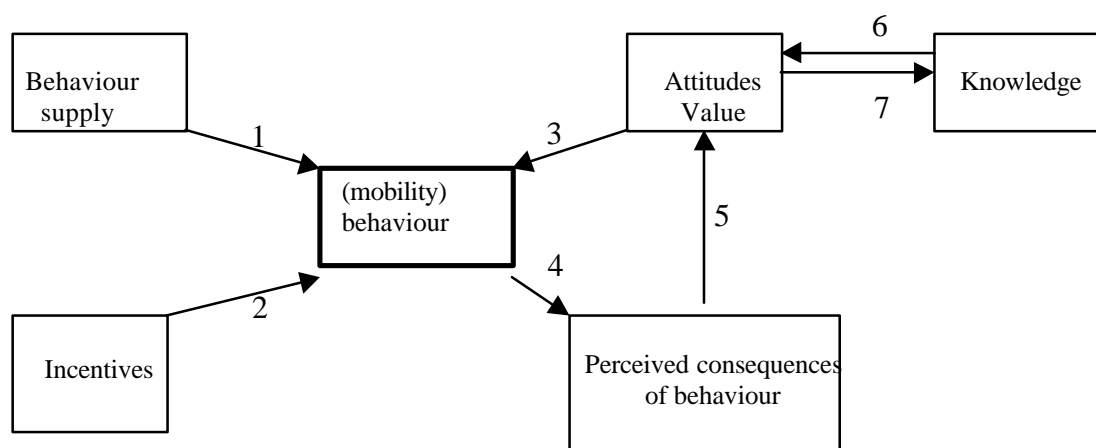 Behaviour
supply
1
2
Incentives
(mobility)
behaviour
3
4
Attitudes
Value
5
Perceived consequences
of behaviour
6
7
Knowledge